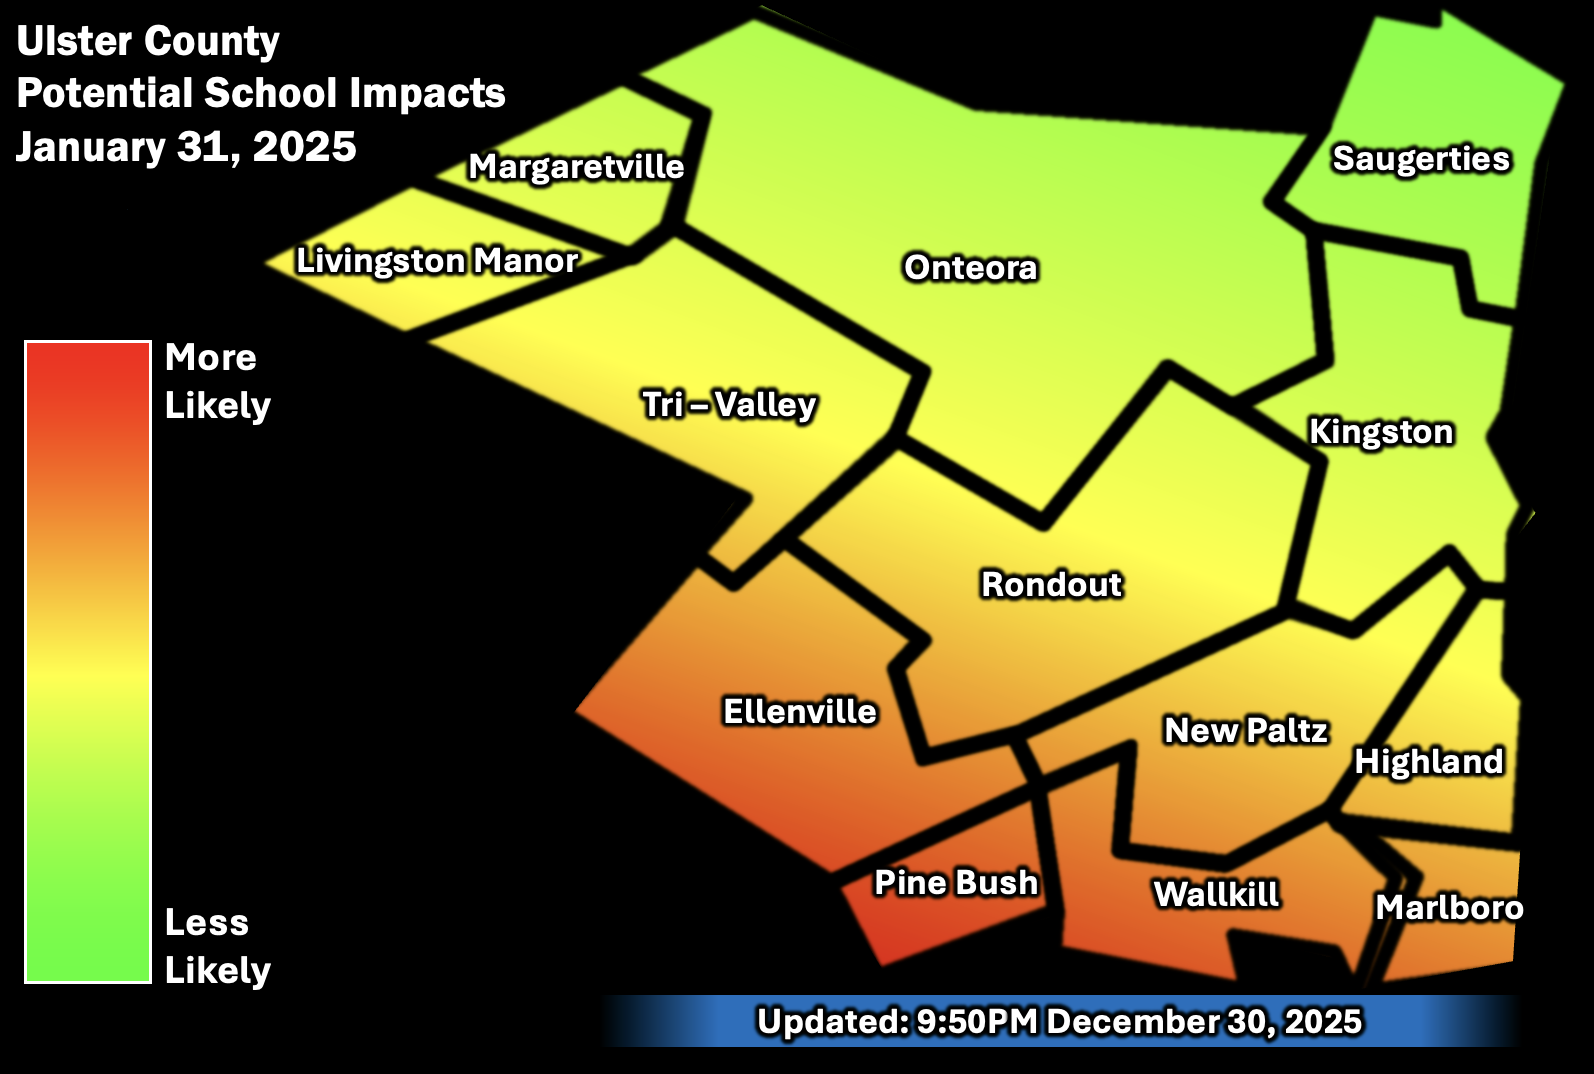 Ulster County
Potential School Impacts
January 31, 2025
Margaretville
Saugerties
Livingston Manor
Onteora
More
Likely
Tri – Valley
Kingston
Rondout
Ellenville
New Paltz
Highland
Pine Bush
Wallkill
Marlboro
Less
Likely
Updated: 9:50PM December 30, 2025